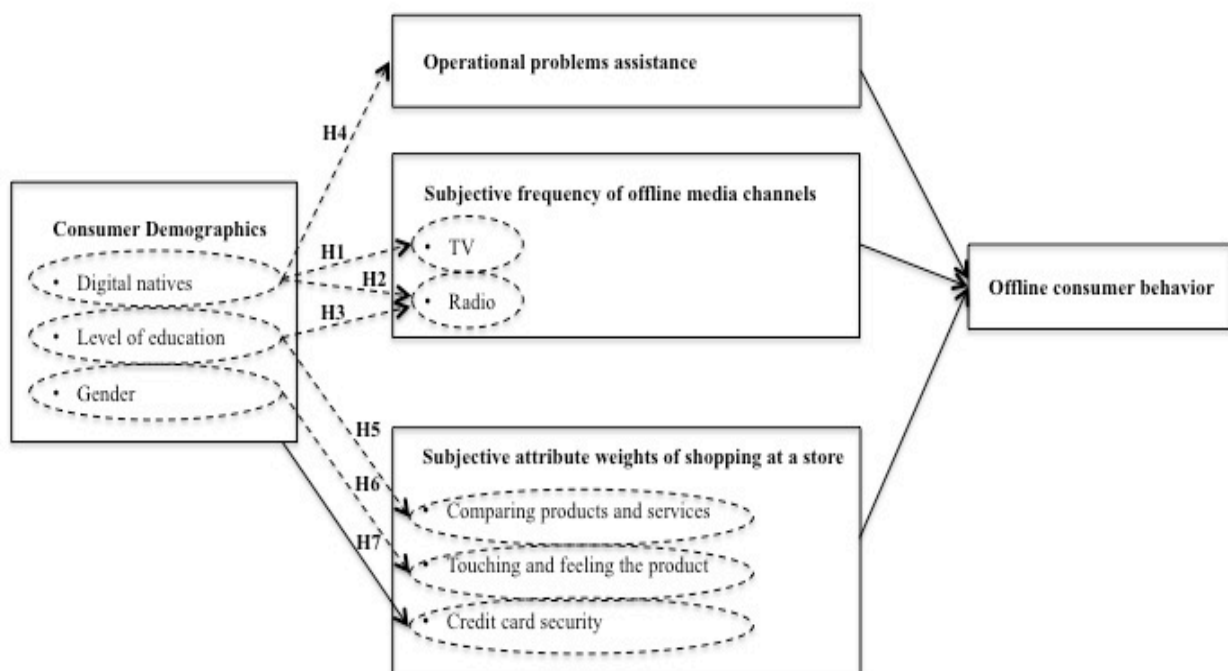 Operational problems assistance
H4
Subjective frequency of offline media channels
Consumer Demographics
H1
• TV
• Digital natives
H2
• Radio
Offline consumer behavior
H3
• Level of education
• Gender
H5
Subjective attribute weights of shopping at a store
H6
• Comparing products and services
H7
• Touching and feeling the product
• Credit card security